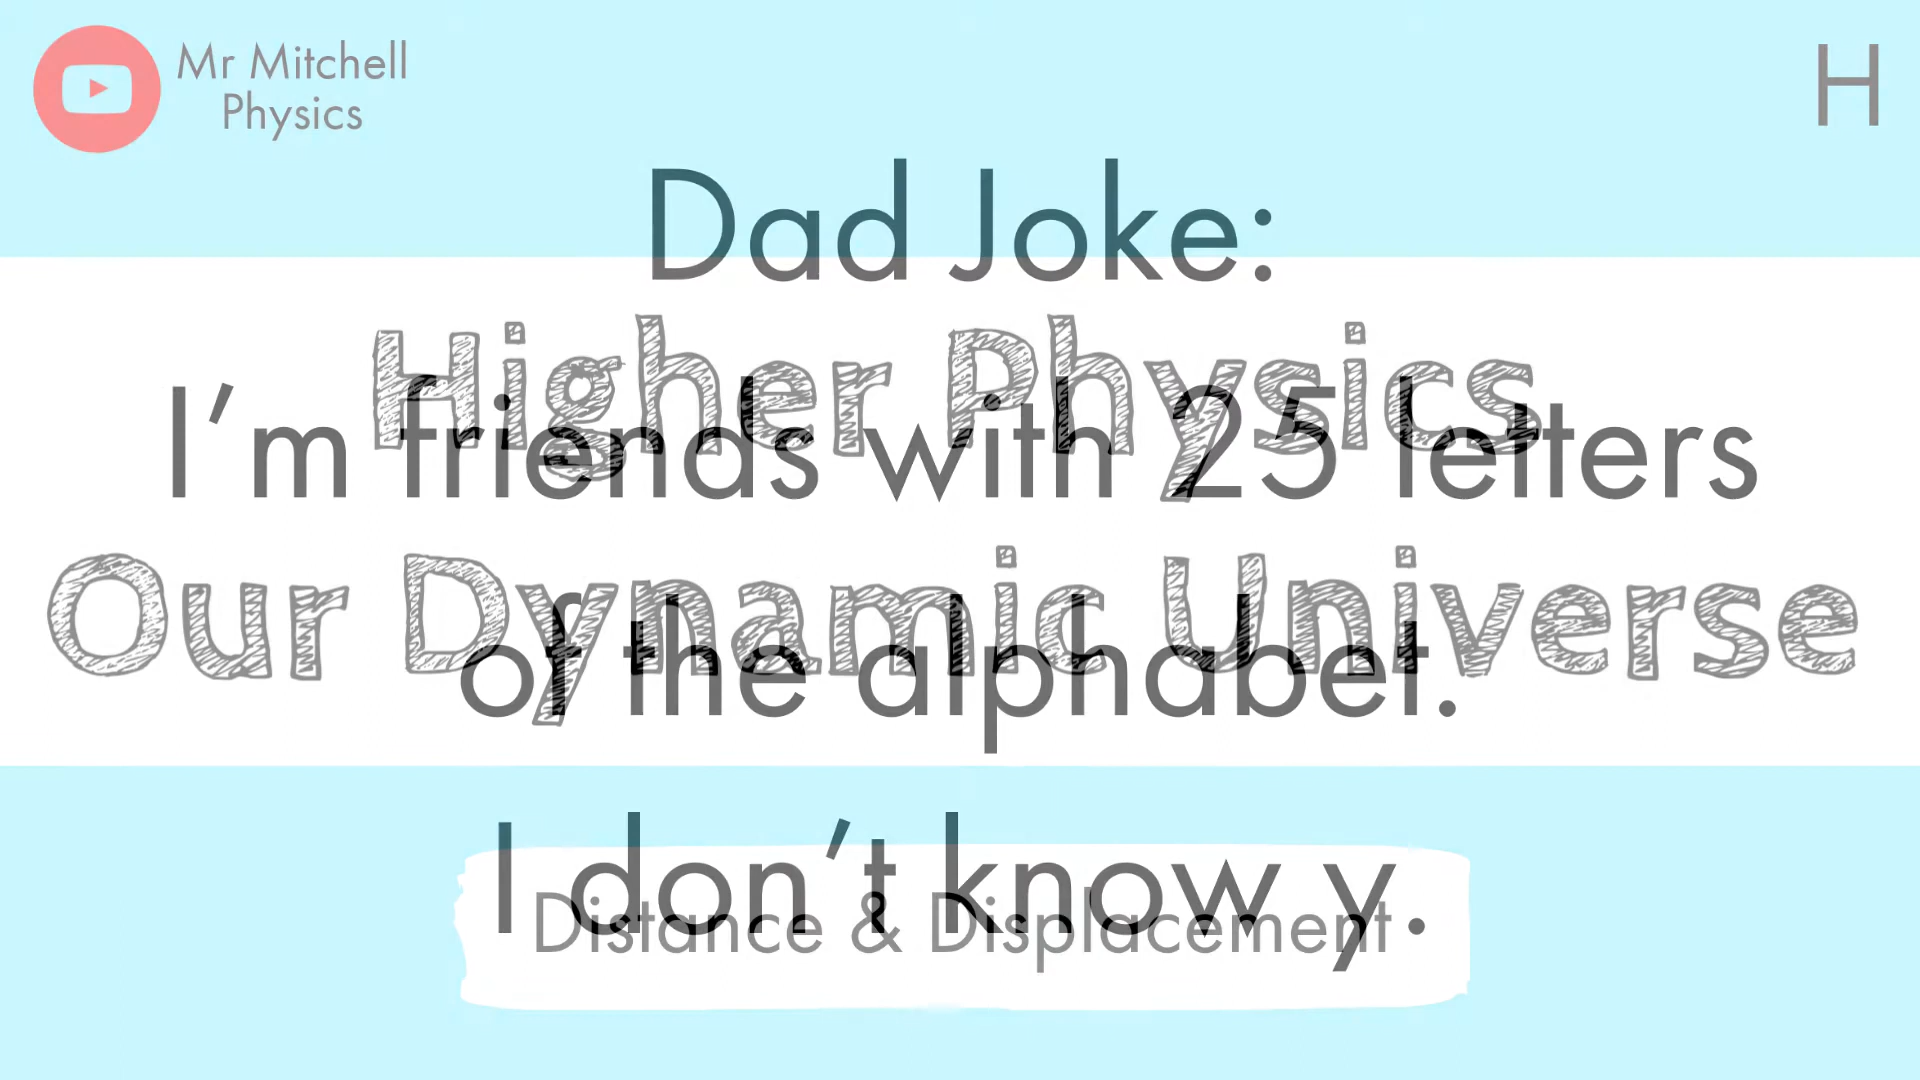 Mr Mitchell
Physics
H
Dad Joke:
Higher Physics
I'm friends with 25 letters
Our Dynamic Universe
of the alphabet.
I don't know y.
Distance & Displacement